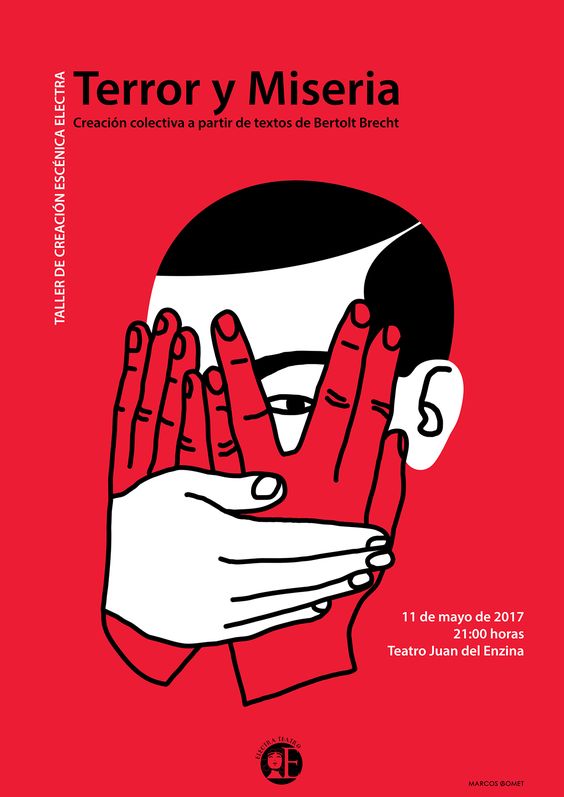 TALLER DE CREACIÓN ESCÉNICA ELECTRA
Terror y Miseria
Creación colectiva a partir de textos de Bertolt Brecht
11 de mayo de 2017
21:00 horas
Teatro Juan del Enzina
ELECTRA TEATRO
E
MARCOS GOMET